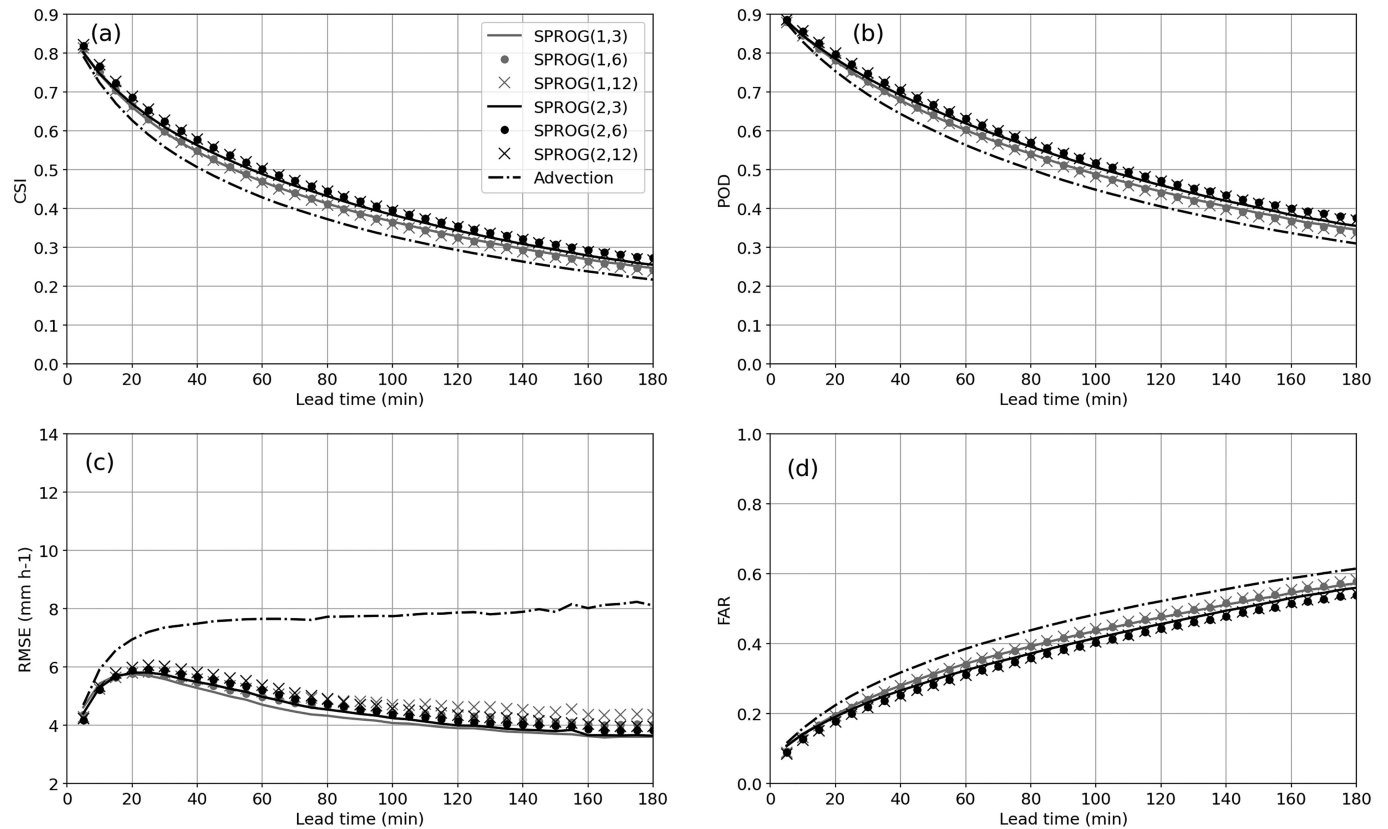 (a)
CSI
0.9
0.8
0.7
0.6
0.5
0.4
0.3
0.2
0.1
0.0
SPROG(1,3)
SPROG(1,6)
SPROG(1,12)
SPROG(2,3)
SPROG(2,6)
SPROG(2,12)
Advection
0 20 40 60 80 100 120 140 160 180
Lead time (min)
(b)
POD
0.9
0.8
0.7
0.6
0.5
0.4
0.3
0.2
0.1
0.0
0 20 40 60 80 100 120 140 160 180
Lead time (min)
(c)
RMSE (mm h-1)
14
12
10
8
6
4
2
0 20 40 60 80 100 120 140 160 180
Lead time (min)
(d)
FAR
1.0
0.8
0.6
0.4
0.2
0.0
0 20 40 60 80 100 120 140 160 180
Lead time (min)